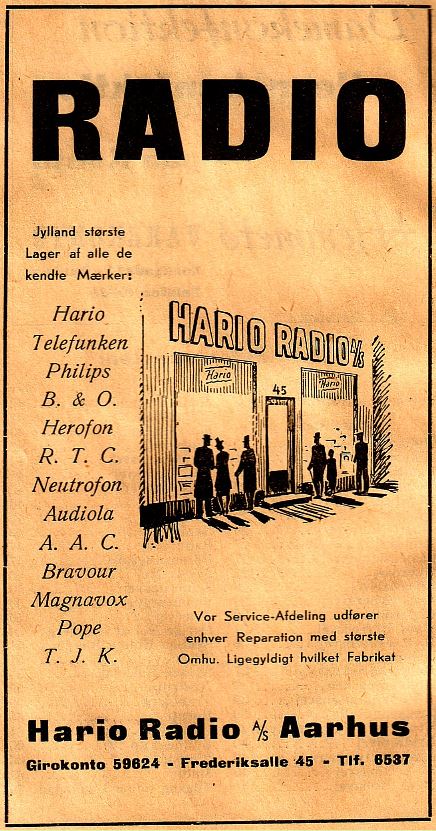 RADIO
Jylland største
Lager af alle de
kendte Mærker:
Hario
Telefunken
Philips
B. & O.
Herofon
R. T. C.
Neutrofon
Audiola
A. A. C.
Bravour
Magnavox
Pope
T. J. K.
HARIO RADIO A/S
Hario
Hario
45
Vor Service-Afdeling udfører
enhver Reparation med største
Omhu. Ligegyldigt hvilket Fabrikat
Hario Radio A/S Aarhus
Girokonto 59624 - Frederiksalle 45 - Tlf. 6537